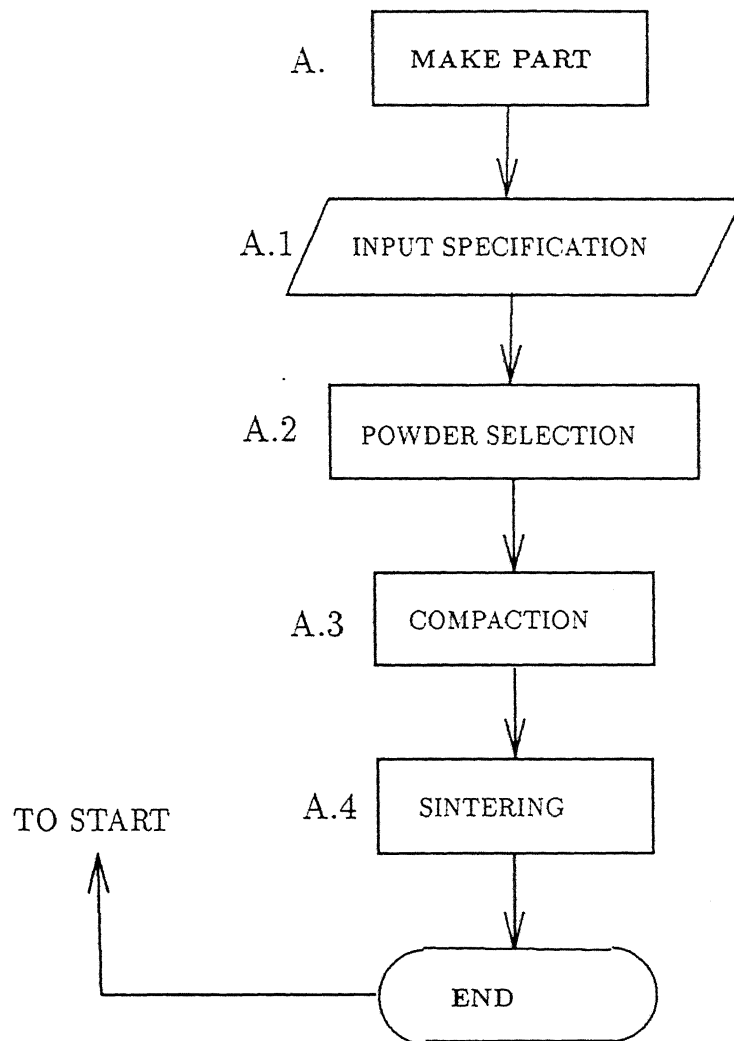 A. MAKE PART
A.1 INPUT SPECIFICATION
A.2 POWDER SELECTION
A.3 COMPACTION
A.4 SINTERING
TO START
END